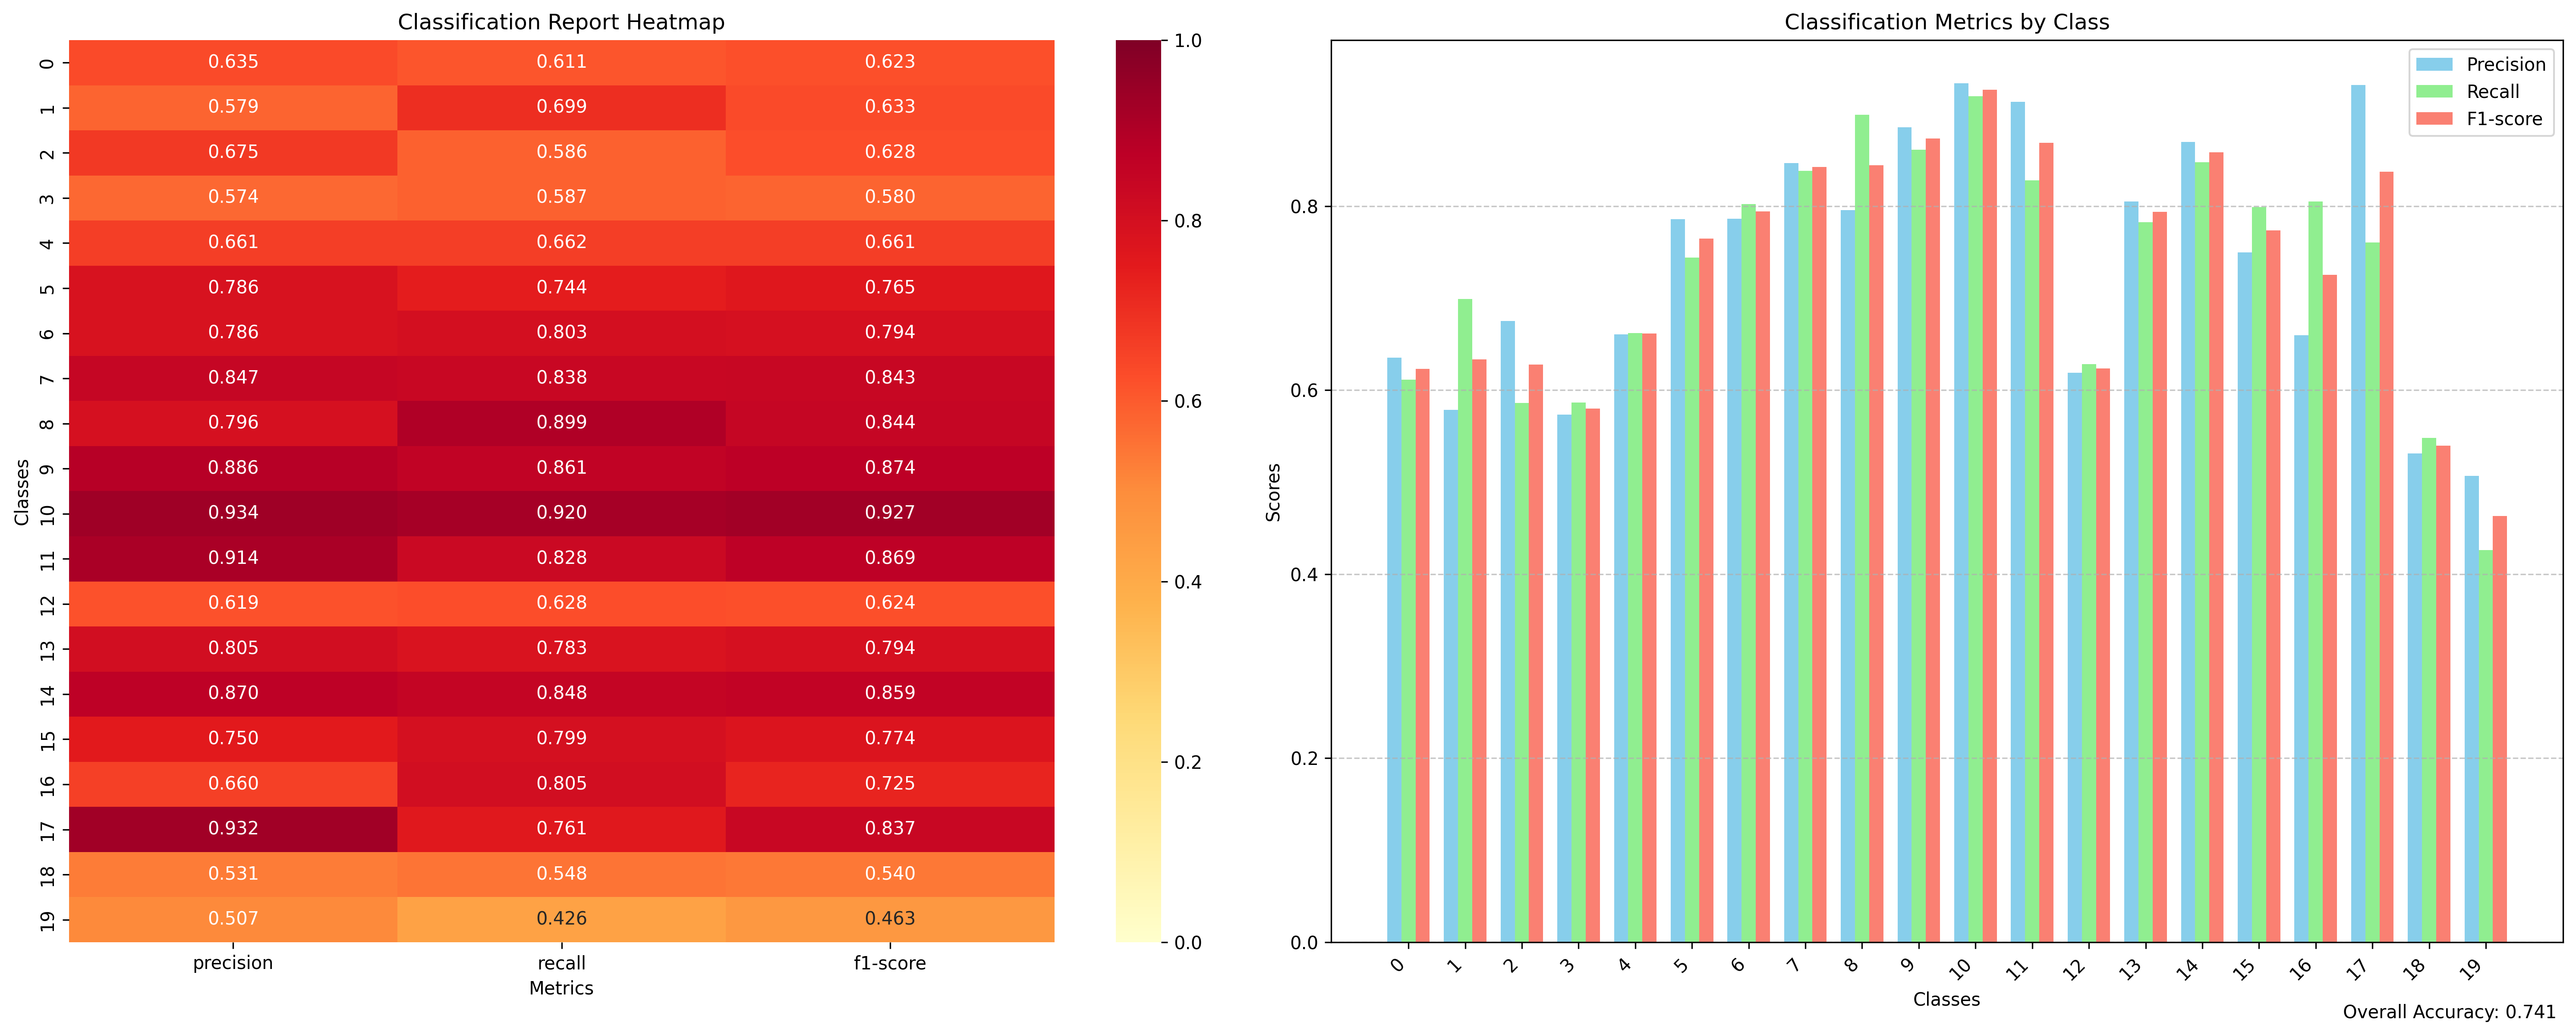 Classification Report Heatmap
Classes
0 0.635 0.611 0.623
1 0.579 0.699 0.633
2 0.675 0.586 0.628
3 0.574 0.587 0.580
4 0.661 0.662 0.661
5 0.786 0.744 0.765
6 0.786 0.803 0.794
7 0.847 0.838 0.843
8 0.796 0.899 0.844
9 0.886 0.861 0.874
10 0.934 0.920 0.927
11 0.914 0.828 0.869
12 0.619 0.628 0.624
13 0.805 0.783 0.794
14 0.870 0.848 0.859
15 0.750 0.799 0.774
16 0.660 0.805 0.725
17 0.932 0.761 0.837
18 0.531 0.548 0.540
19 0.507 0.426 0.463
precision recall f1-score
Metrics
1.0
0.8
0.6
0.4
0.2
0.0
Classification Metrics by Class
Precision
Recall
F1-score
Scores
0.8
0.6
0.4
0.2
0.0
0 1 2 3 4 5 6 7 8 9 10 11 12 13 14 15 16 17 18 19
Classes
Overall Accuracy: 0.741